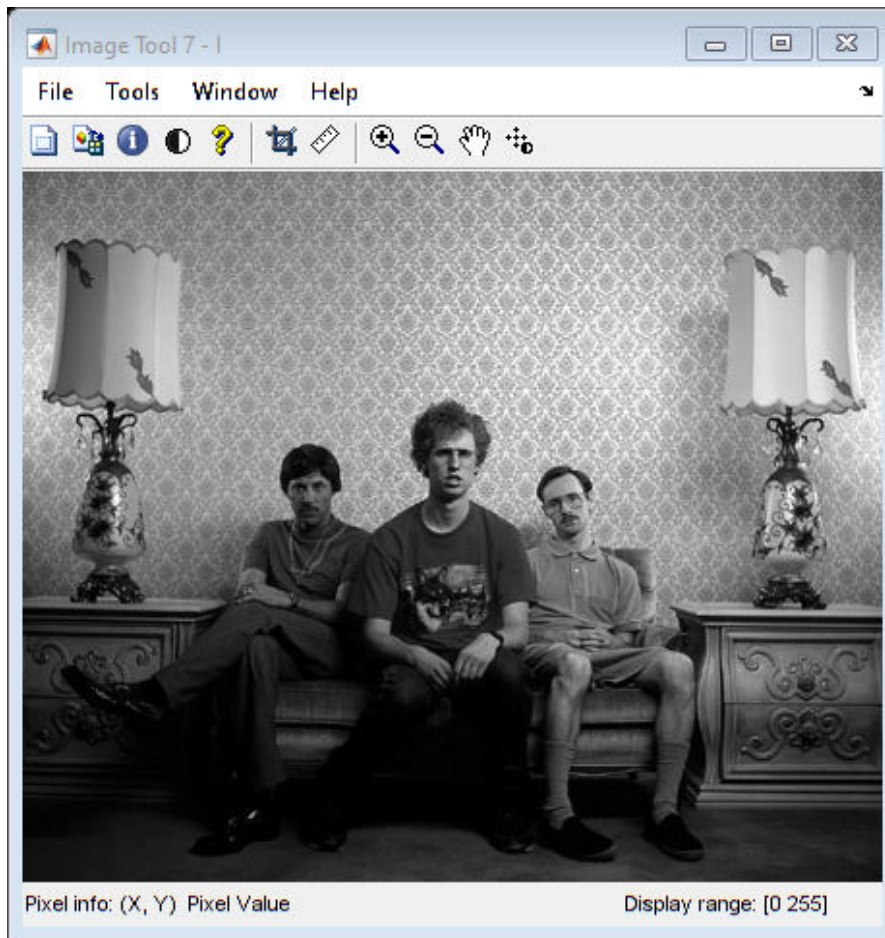 Image Tool 7 - I
File Tools Window Help
Pixel info: (X, Y) Pixel Value
Display range: [0 255]